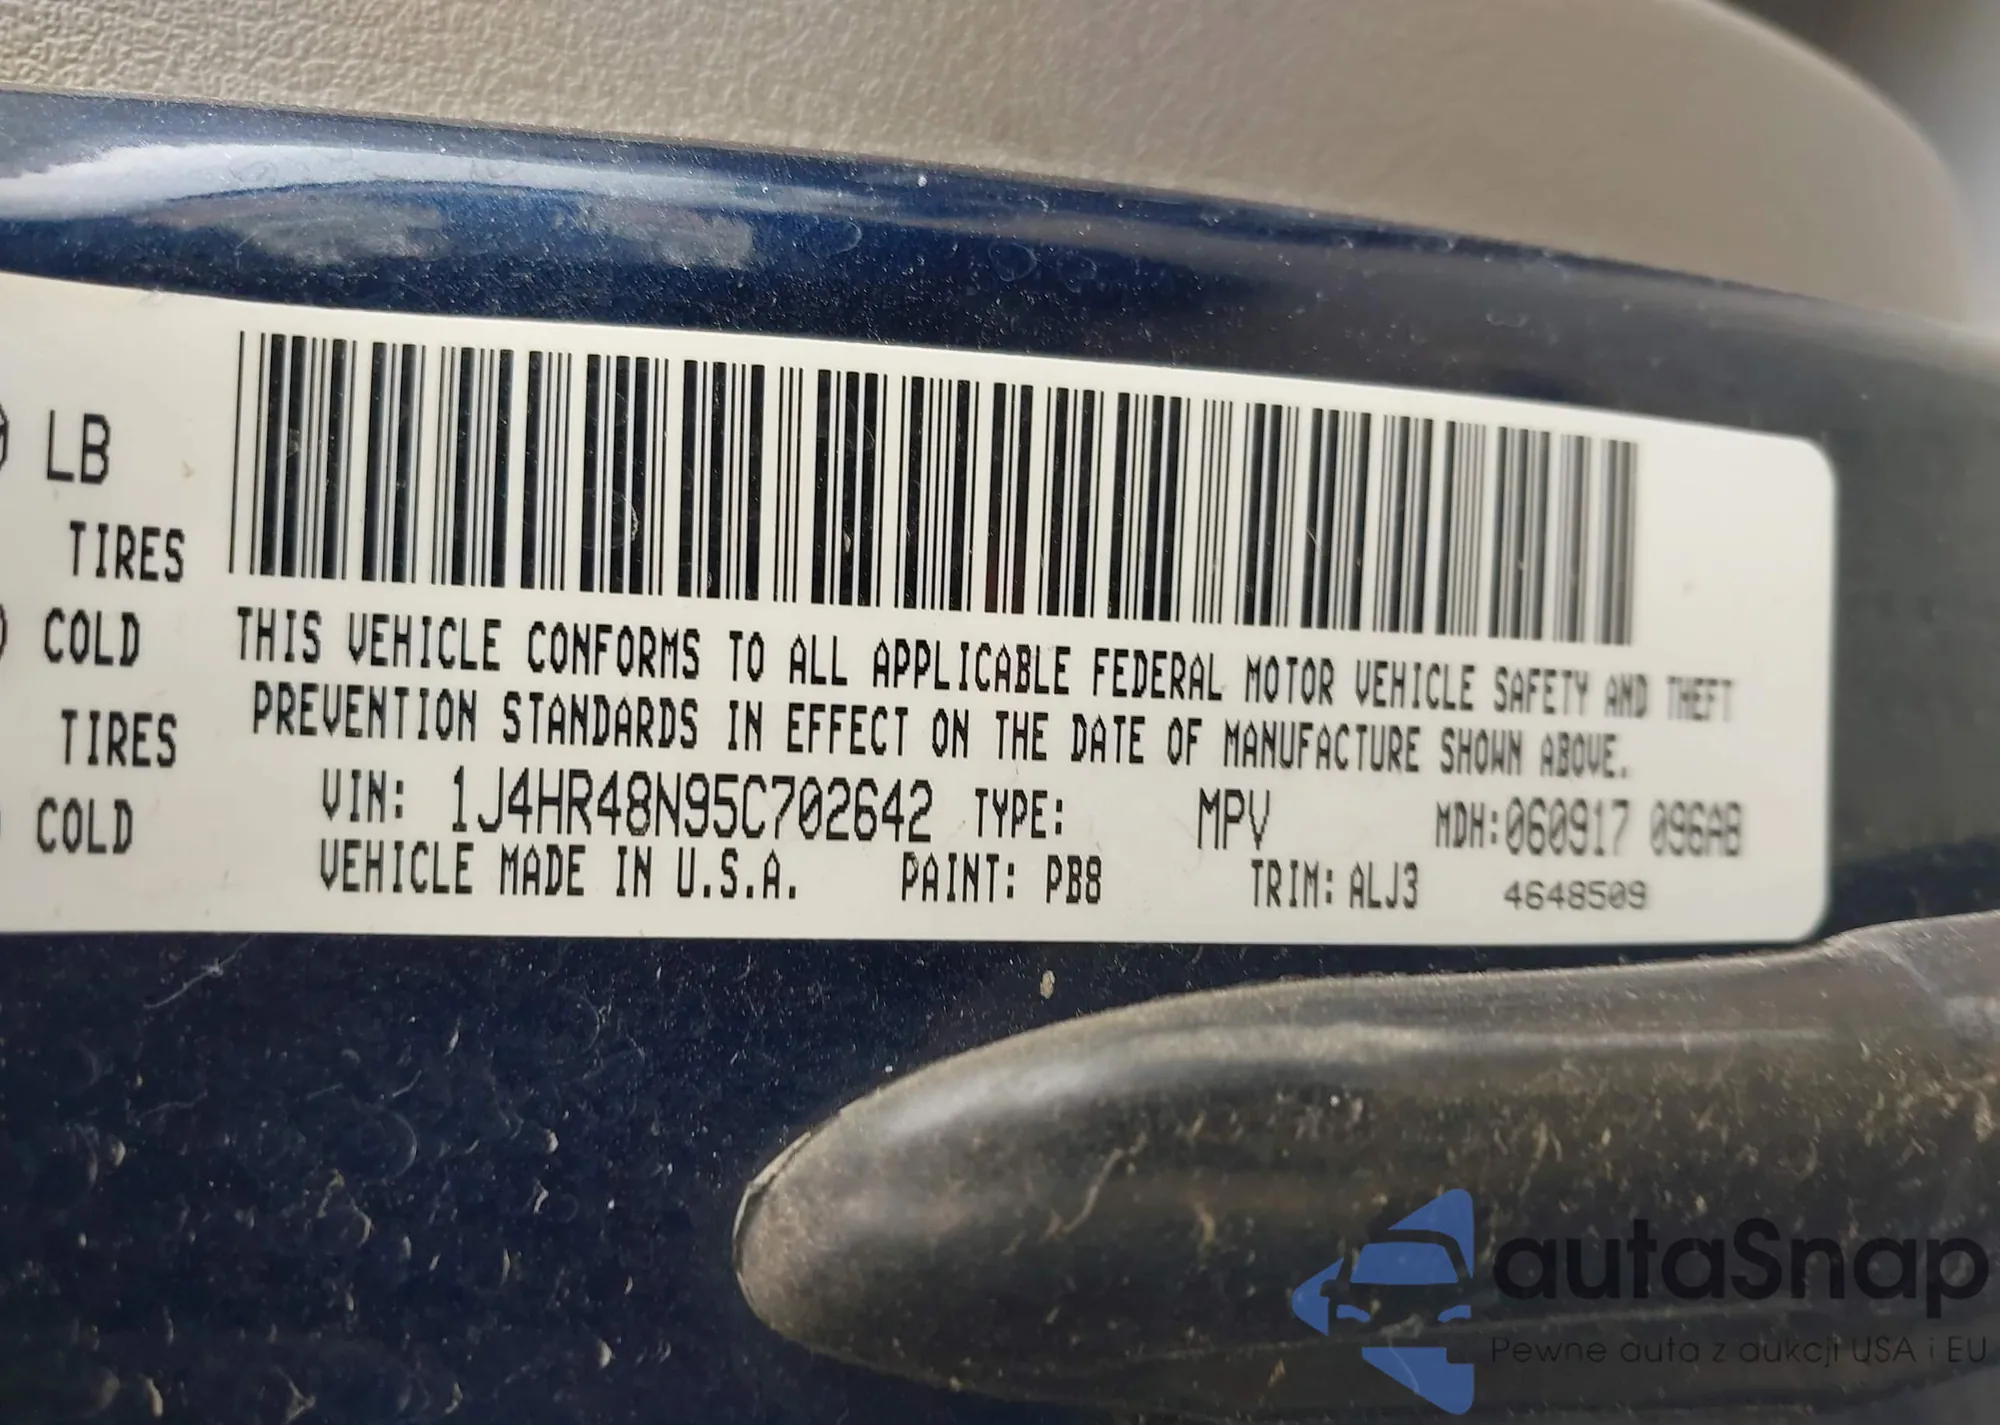 LB
TIRES
COLD
TIRES
COLD
THIS VEHICLE CONFORMS TO ALL APPLICABLE FEDERAL MOTOR VEHICLE SAFETY AND THEFT
PREVENTION STANDARDS IN EFFECT ON THE DATE OF MANUFACTURE SHOWN ABOVE.
VIN: 1J4HR48N95C702642 TYPE: MPV MDH:060917 096AB
VEHICLE MADE IN U.S.A. PAINT: PB8 TRIM: ALJ3 4648509
autaSnap
Pewne auta z aukcji USA i EU